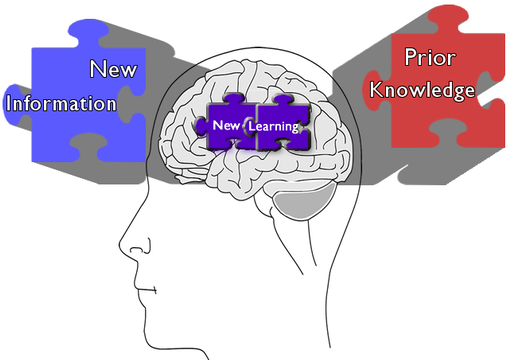 New
Information
Prior
Knowledge
New Learning